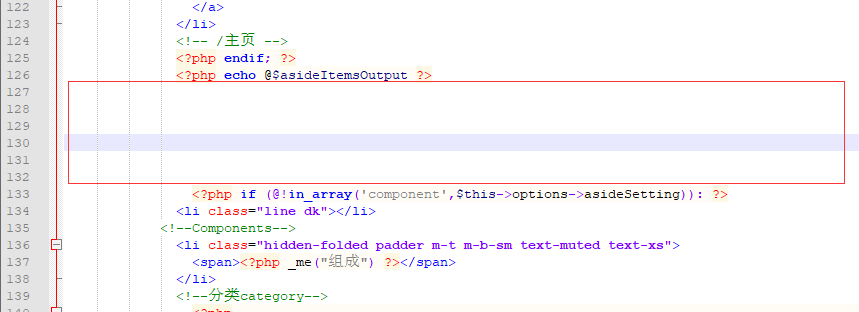 122 </a>
123 </li>
124 <!-- /主页 -->
125 <?php endif; ?>
126 <?php echo @$asideItemsOutput ?>
127
128
129
130
131
132
133 <?php if (@!in_array('component',$this->options->asideSetting)): ?>
134 <li class="line dk"></li>
135 <!--Components-->
136 <li class="hidden-folded padder m-t m-b-sm text-muted text-xs">
137 <span><?php _me("组成") ?></span>
138 </li>
139 <!--分类category-->
140 <?php